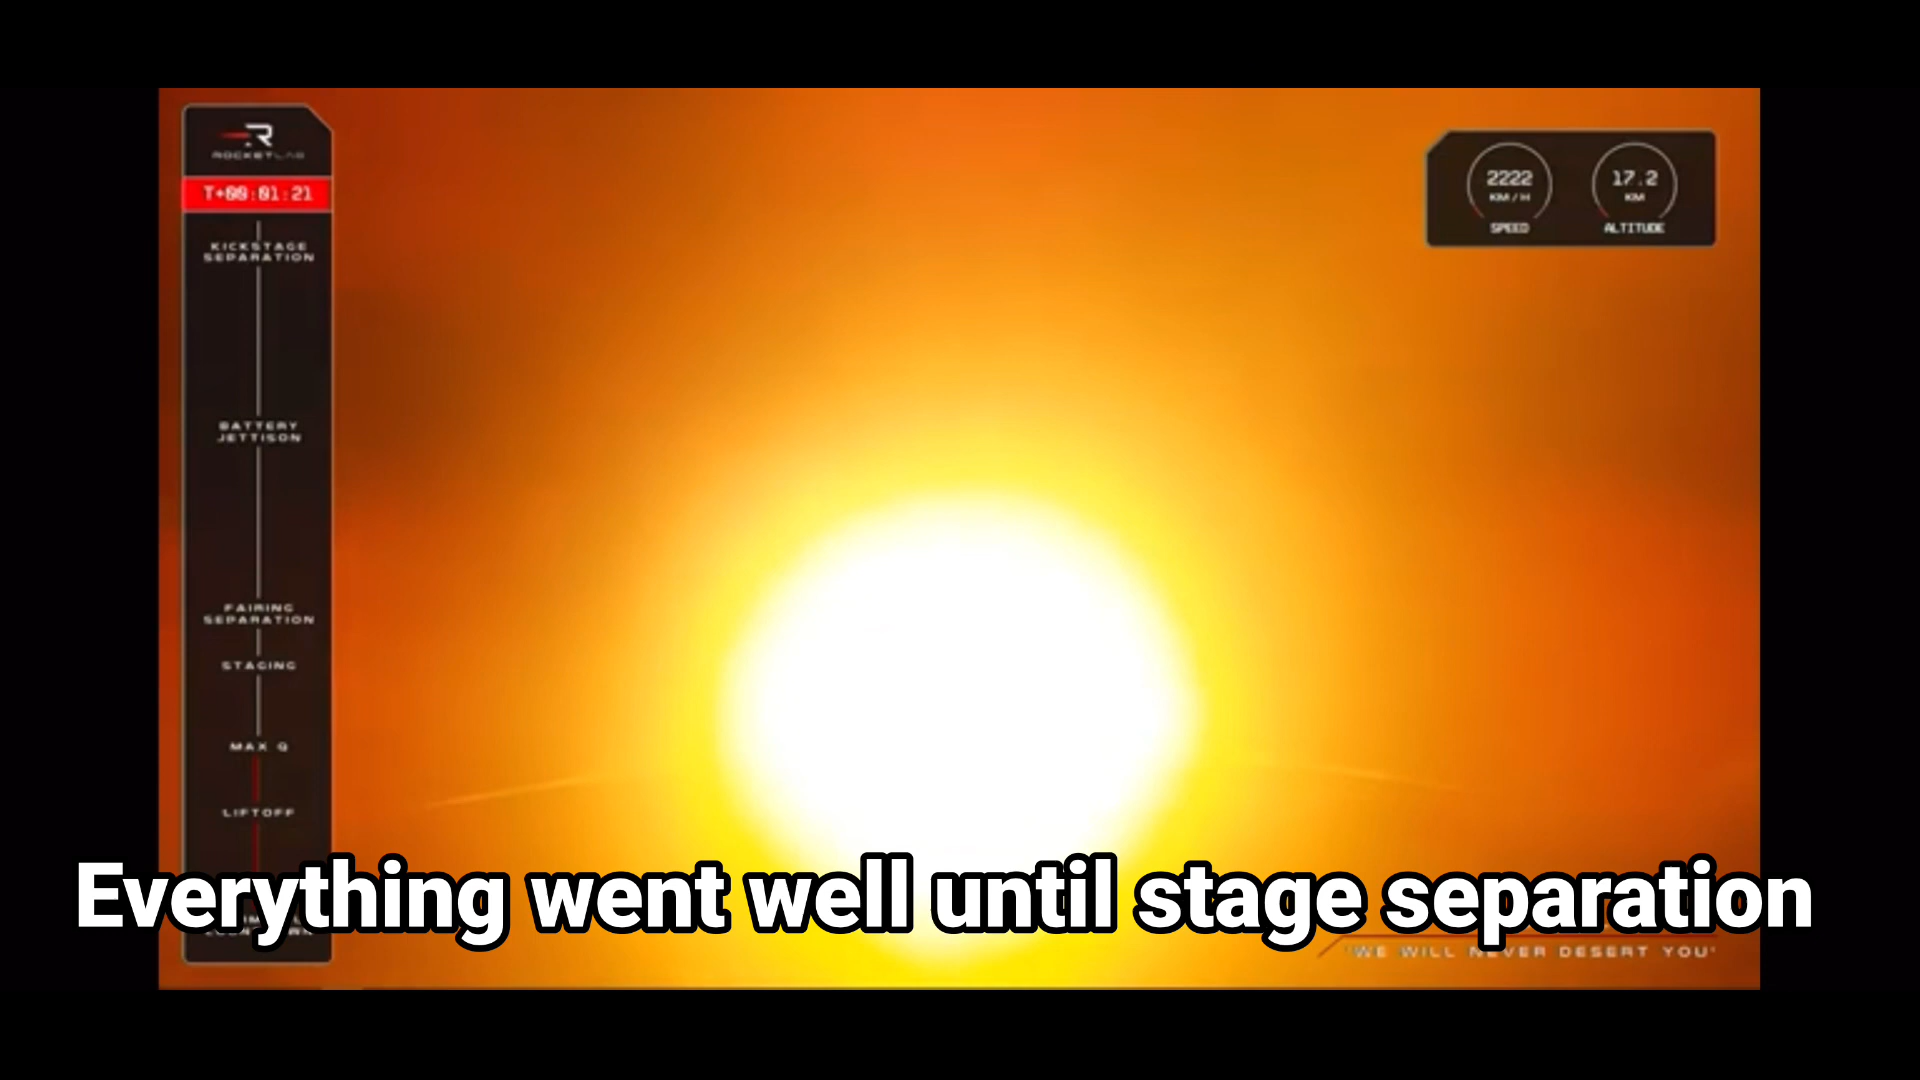 ROCKETLAB
T+00:01:21
KICKSTAGE
SEPARATION
BATTERY
JETTISON
FAIRING
SEPARATION
STAGING
MAX Q
LIFTOFF
2222
KM/H
SPEED
17.2
KM
ALTITUDE
Everything went well until stage separation
'WE WILL NEVER DESERT YOU'